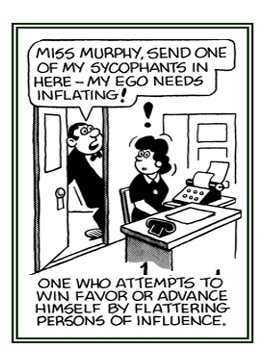 MISS MURPHY, SEND ONE
OF MY SYCOPHANTS IN
HERE – MY EGO NEEDS
INFLATING!
!
ONE WHO ATTEMPTS TO
WIN FAVOR OR ADVANCE
HIMSELF BY FLATTERING
PERSONS OF INFLUENCE.